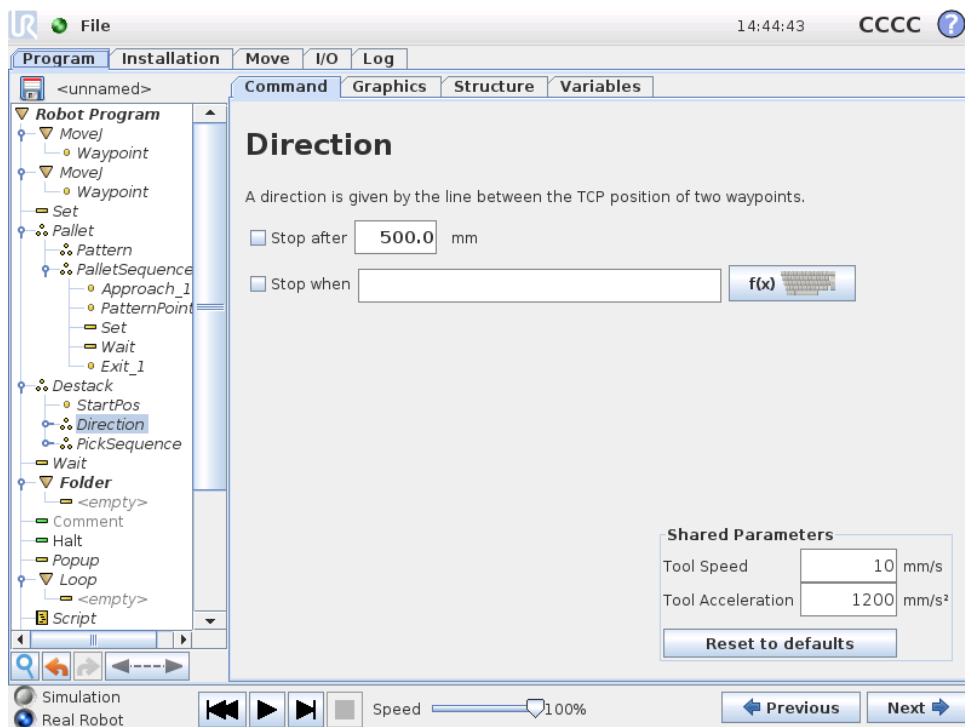 UR File 14:44:43 CCCC ?
Program Installation Move I/O Log
<unnamed>
Command Graphics Structure Variables
Robot Program
MoveJ
Waypoint
MoveJ
Waypoint
Set
Pallet
Pattern
PalletSequence
Approach_1
PatternPoint
Set
Wait
Exit_1
Destack
StartPos
Direction
PickSequence
Wait
Folder
<empty>
Comment
Halt
Popup
Loop
<empty>
Script
Direction
A direction is given by the line between the TCP position of two waypoints.
Stop after 500.0 mm
Stop when f(x)
Shared Parameters
Tool Speed 10 mm/s
Tool Acceleration 1200 mm/s²
Reset to defaults
Simulation
Real Robot
Speed 100%
Previous Next